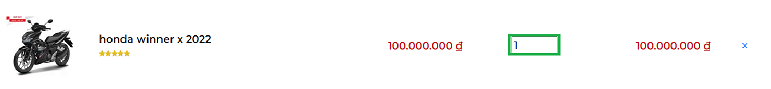 honda winner x 2022
100.000.000 ₫
1
100.000.000 ₫
x